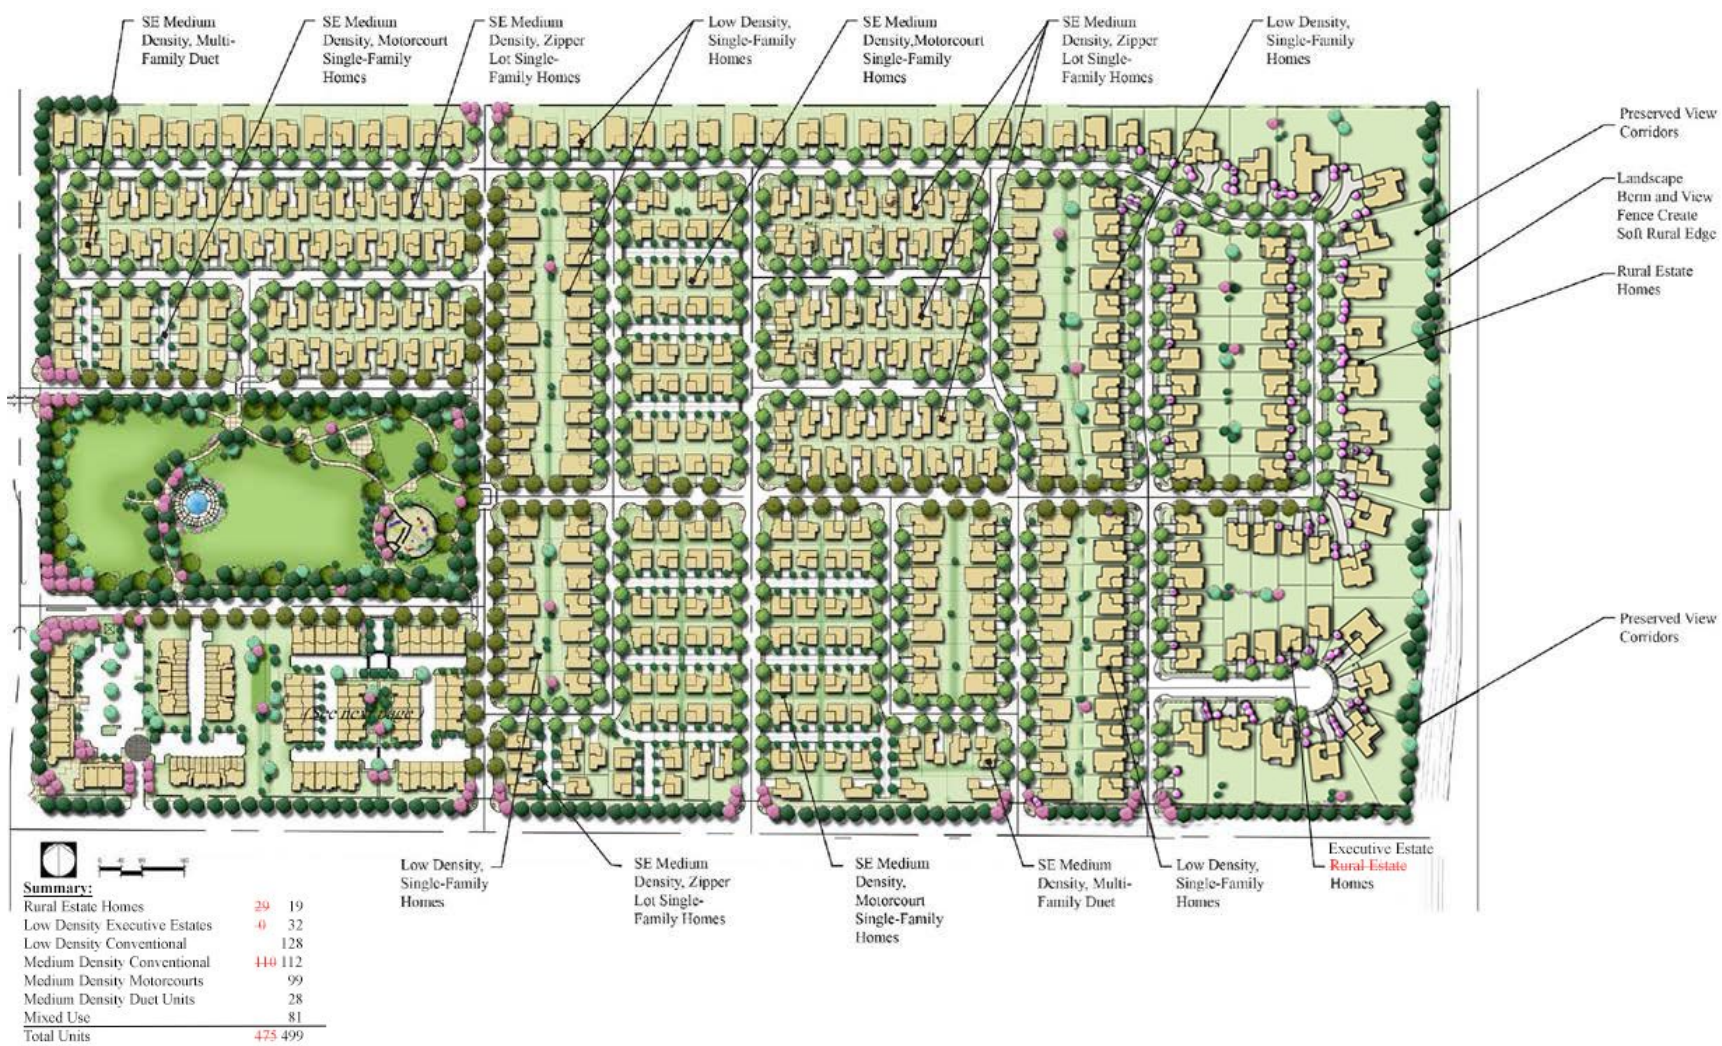 SE Medium
Density, Multi-
Family Duet
SE Medium
Density, Motorcourt
Single-Family
Homes
SE Medium
Density, Zipper
Lot Single-
Family Homes
Low Density,
Single-Family
Homes
SE Medium
Density,Motorcourt
Single-Family
Homes
SE Medium
Density, Zipper
Lot Single-
Family Homes
Low Density,
Single-Family
Homes
Preserved View
Corridors
Landscape
Berm and View
Fence Create
Soft Rural Edge
Rural Estate
Homes
Preserved View
Corridors
(See next page)
Low Density,
Single-Family
Homes
SE Medium
Density, Zipper
Lot Single-
Family Homes
SE Medium
Density,
Motorcourt
Single-Family
Homes
SE Medium
Density, Multi-
Family Duet
Low Density,
Single-Family
Homes
Executive Estate
Rural Estate
Homes
Summary:
Rural Estate Homes 29 19
Low Density Executive Estates 0 32
Low Density Conventional 128
Medium Density Conventional 110 112
Medium Density Motorcourts 99
Medium Density Duet Units 28
Mixed Use 81
Total Units 475 499